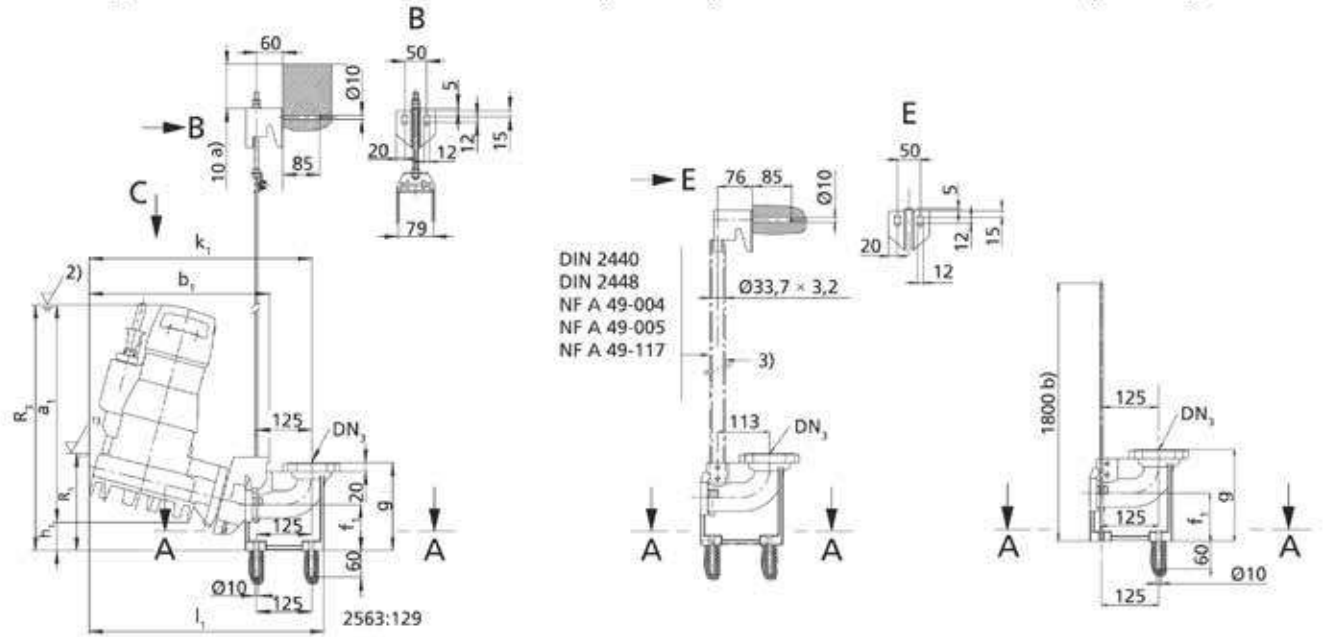 B
60
50
Ø10
5
B
12
15
10 a)
85
20
12
C
79
k₁
b₁
2)
R₃
a₁
125
DN₃
R₁
20
g
f₁
h₁
A
125
A
60
Ø10
125
2563:129
l₁
E
E
76
85
Ø10
50
5
12
15
20
12
DIN 2440
DIN 2448
NF A 49-004
NF A 49-005
NF A 49-117
Ø33,7 × 3,2
3)
113
DN₃
A
A
1800 b)
125
DN₃
g
f₁
125
A
A
60
Ø10
125